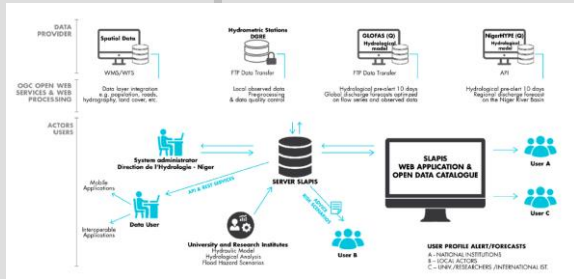 DATA
PROVIDER
Spatial Data
WMS/WFS
Hydrometric Stations
DGRE
FTP Data Transfer
GLOFAS (Q)
Hydrological
model
FTP Data Transfer
NigerHYPE (Q)
Hydrological
model
API
OGC OPEN WEB
SERVICES & WEB
PROCESSING
Data layer integration
e.g. population, roads,
hydrography, land cover, etc.
Local observed data
Pre-processing
& data quality control
Hydrological pre-alert 10 days
Global discharge forecasts optimized
on flow series and observed data
Hydrological pre-alert 10 days
Regional discharge forecast
on the Niger River Basin
ACTORS
USERS
System administrator
Direction de l'Hydrologie - Niger
SERVER SLAPIS
SLAPIS
WEB APPLICATION &
OPEN DATA CATALOGUE
User A
User C
Mobile
Applications
API & REST SERVICES
Data User
Interoperable
Applications
University and Research Institutes
Hydraulic Model
Hydrological Analysis
Flood Hazard Scenarios
RISK SCENARIOS
User B
USER PROFILE ALERT/FORECASTS
A - NATIONAL INSTITUTIONS
B - LOCAL ACTORS
C - UNIV./RESEARCHERS /INTERNATIONAL IST.